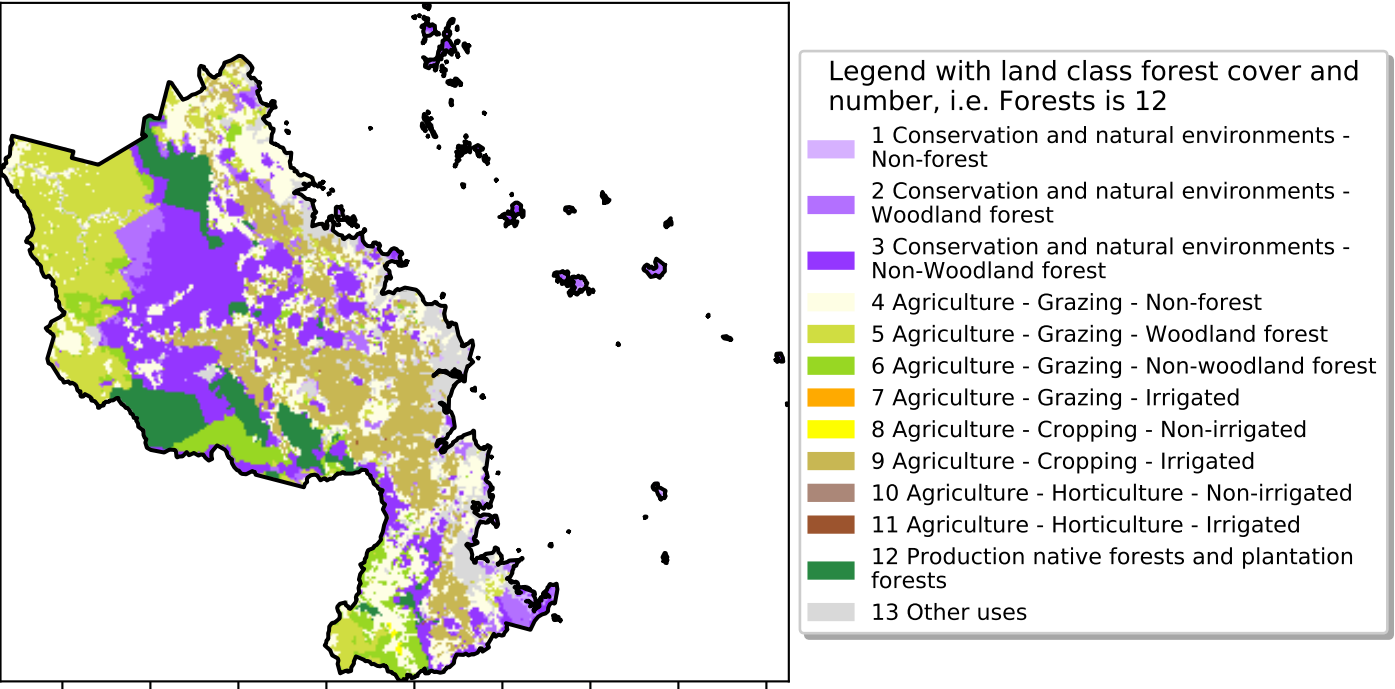 Legend with land class forest cover and
number, i.e. Forests is 12
1 Conservation and natural environments -
Non-forest
2 Conservation and natural environments -
Woodland forest
3 Conservation and natural environments -
Non-Woodland forest
4 Agriculture - Grazing - Non-forest
5 Agriculture - Grazing - Woodland forest
6 Agriculture - Grazing - Non-woodland forest
7 Agriculture - Grazing - Irrigated
8 Agriculture - Cropping - Non-irrigated
9 Agriculture - Cropping - Irrigated
10 Agriculture - Horticulture - Non-irrigated
11 Agriculture - Horticulture - Irrigated
12 Production native forests and plantation
forests
13 Other uses